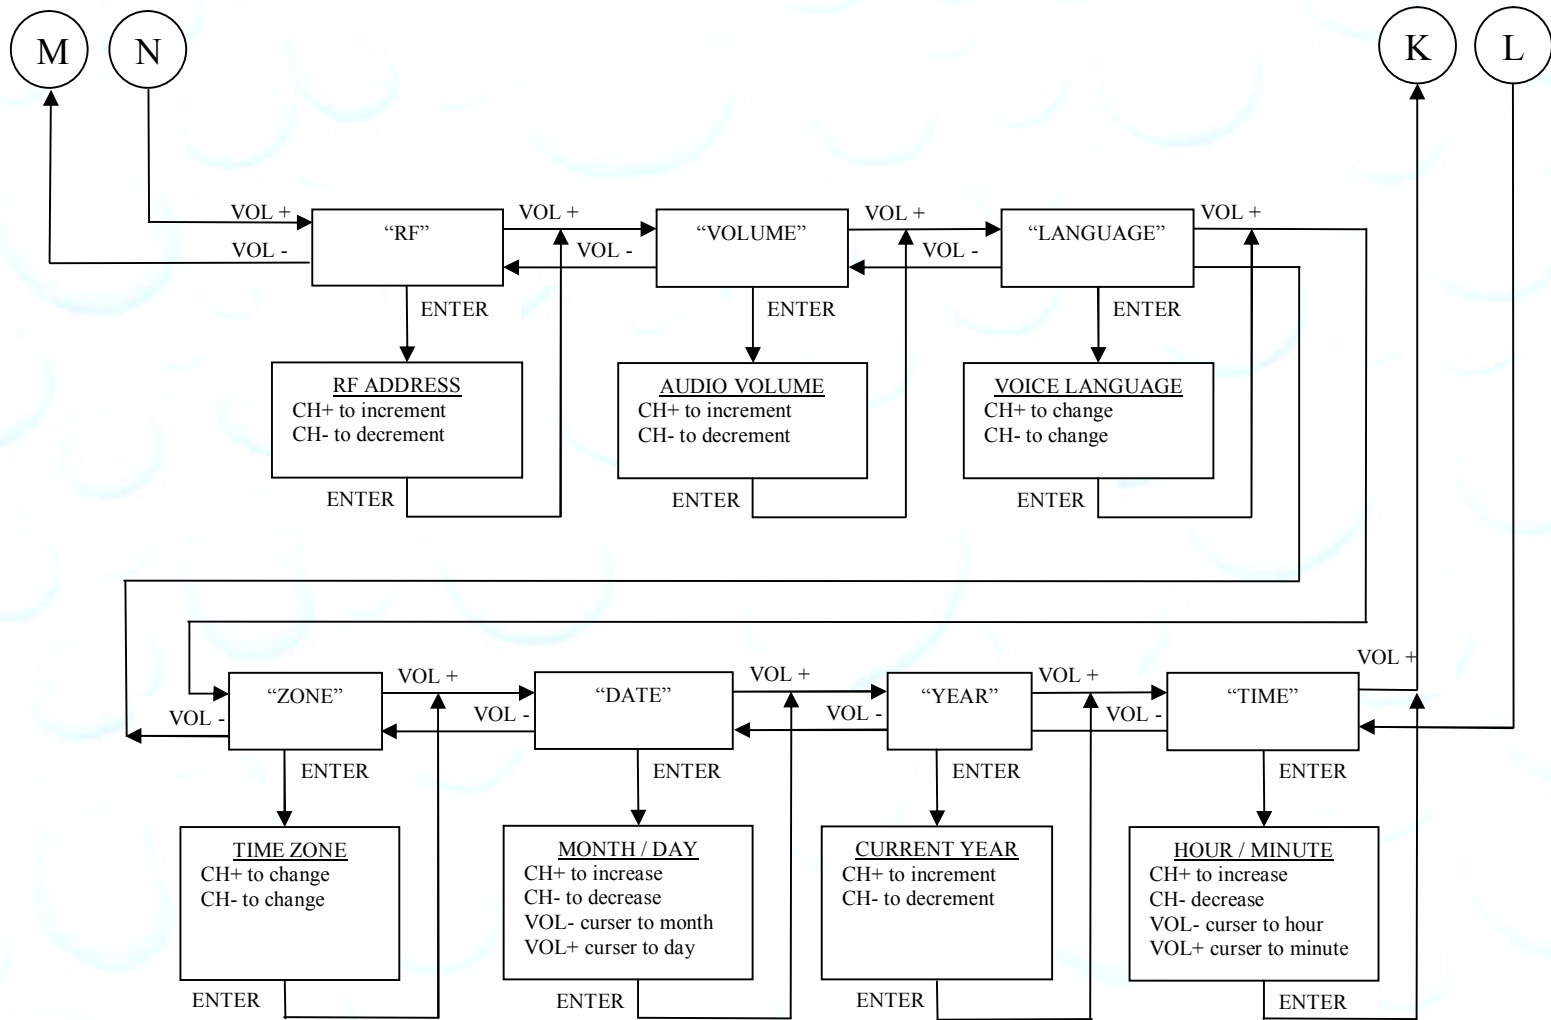 M N K L
VOL + VOL + VOL + VOL +
“RF” “VOLUME” “LANGUAGE”
VOL - VOL - VOL -
ENTER ENTER ENTER
RF ADDRESS
CH+ to increment
CH- to decrement
ENTER
AUDIO VOLUME
CH+ to increment
CH- to decrement
ENTER
VOICE LANGUAGE
CH+ to change
CH- to change
ENTER
VOL + VOL + VOL + VOL +
“ZONE” “DATE” “YEAR” “TIME”
VOL - VOL - VOL - VOL -
ENTER ENTER ENTER ENTER
TIME ZONE
CH+ to change
CH- to change
ENTER
MONTH / DAY
CH+ to increase
CH- to decrease
VOL- curser to month
VOL+ curser to day
ENTER
CURRENT YEAR
CH+ to increment
CH- to decrement
ENTER
HOUR / MINUTE
CH+ to increase
CH- decrease
VOL- curser to hour
VOL+ curser to minute
ENTER